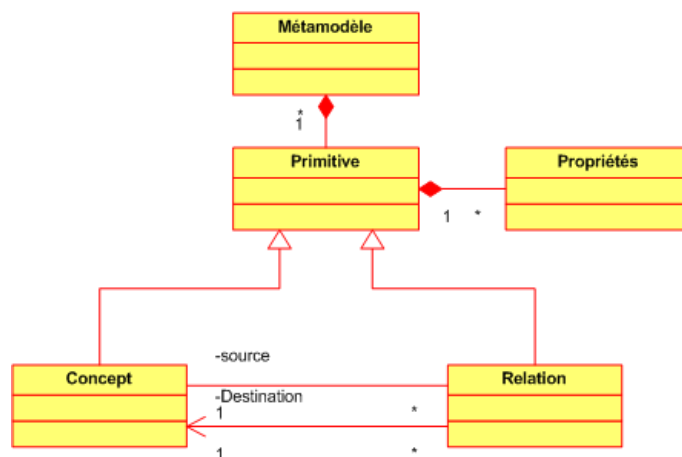 Métamodèle
*
1
Primitive
Propriétés
1 *
-source
Concept
Relation
-Destination
1 *
1 *